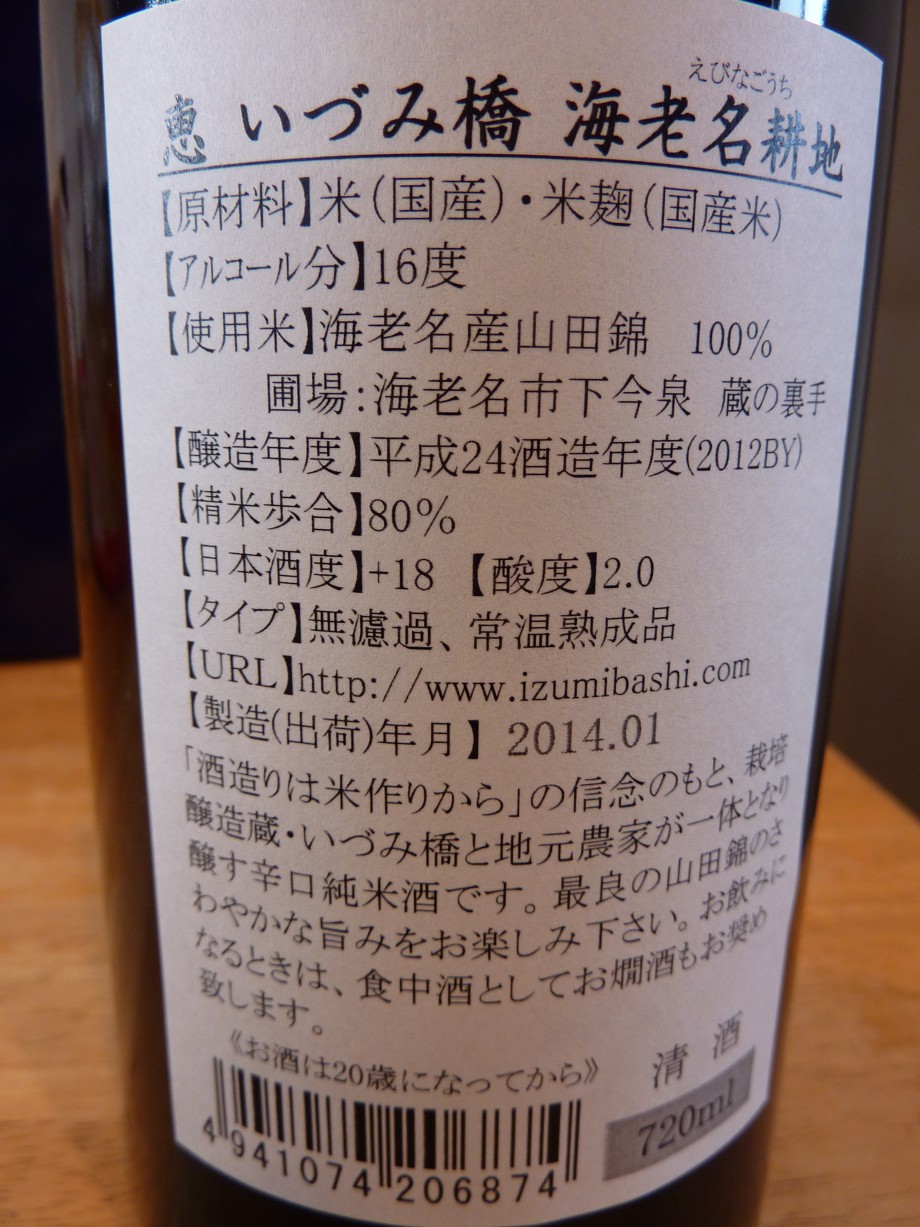 えびなごうち
恵 いづみ橋 海老名耕地
【原材料】米(国産)・米麹(国産米)
【アルコール分】16度
【使用米】海老名産山田錦 100%
圃場:海老名市下今泉 蔵の裏手
【醸造年度】平成24酒造年度(2012BY)
【精米歩合】80%
【日本酒度】+18 【酸度】2.0
【タイプ】無濾過、常温熟成品
【URL】http://www.izumibashi.com
【製造(出荷)年月】 2014.01
「酒造りは米作りから」の信念のもと、栽培
醸造蔵・いづみ橋と地元農家が一体となり
醸す辛口純米酒です。最良の山田錦のさ
わやかな旨みをお楽しみ下さい。お飲みに
なるときは、食中酒としてお燗酒もお奨め
致します。
《お酒は20歳になってから》
清 酒
720ml
4 941074 206874